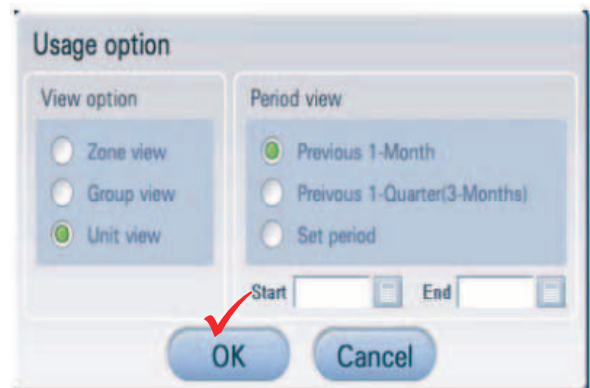 Usage option
View option
Zone view
Group view
Unit view
Period view
Previous 1-Month
Preivous 1-Quarter(3-Months)
Set period
Start End
OK Cancel